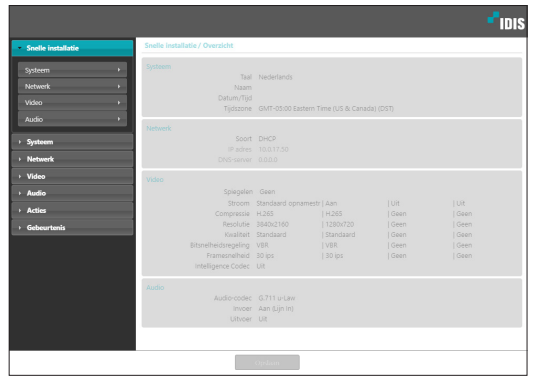 IDIS
Snelle installatie
Systeem
Netwerk
Video
Audio
Systeem
Netwerk
Video
Audio
Acties
Gebeurtenis
Snelle installatie / Overzicht
Systeem
Taal Nederlands
Naam
Datum/Tijd
Tijdszone GMT-05:00 Eastern Time (US & Canada) (DST)
Netwerk
Soort DHCP
IP adres 10.0.17.52
DNS-server 0.0.0.0
Video
Spiegelen Geen
Stroom Standaard opnamestr | Aan | Uit | Uit
Compressie H.265 | H.265 | Geen | Geen
Resolutie 3840x2160 | 1280x720 | Geen | Geen
Kwaliteit Standaard | Standaard | Geen | Geen
Bitsnelheidsregeling VBR | VBR | Geen | Geen
Framesnelheid 30 ips | 30 ips | Geen | Geen
Intelligence Codec Uit
Audio
Audio-codec G.711 u-Law
Invoer Aan (Lijn In)
Uitvoer Uit